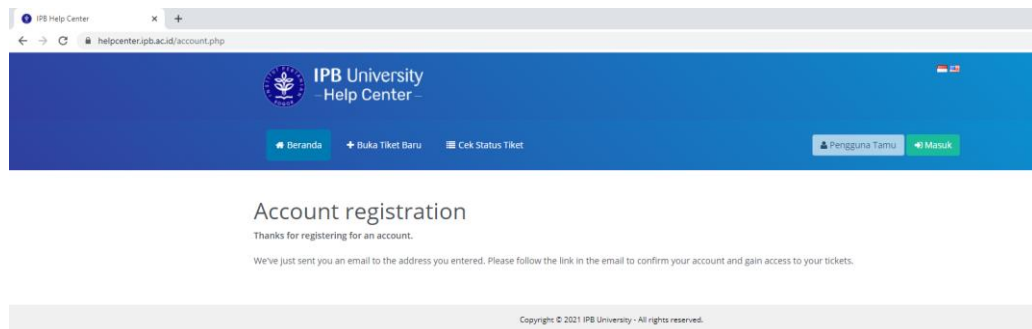 IPB Help Center
helpcenter.ipb.ac.id/account.php
IPB University
Help Center
Beranda
Buka Tiket Baru
Cek Status Tiket
Pengguna Tamu
Masuk
Account registration
Thanks for registering for an account.
We've just sent you an email to the address you entered. Please follow the link in the email to confirm your account and gain access to your tickets.
Copyright © 2021 IPB University - All rights reserved.